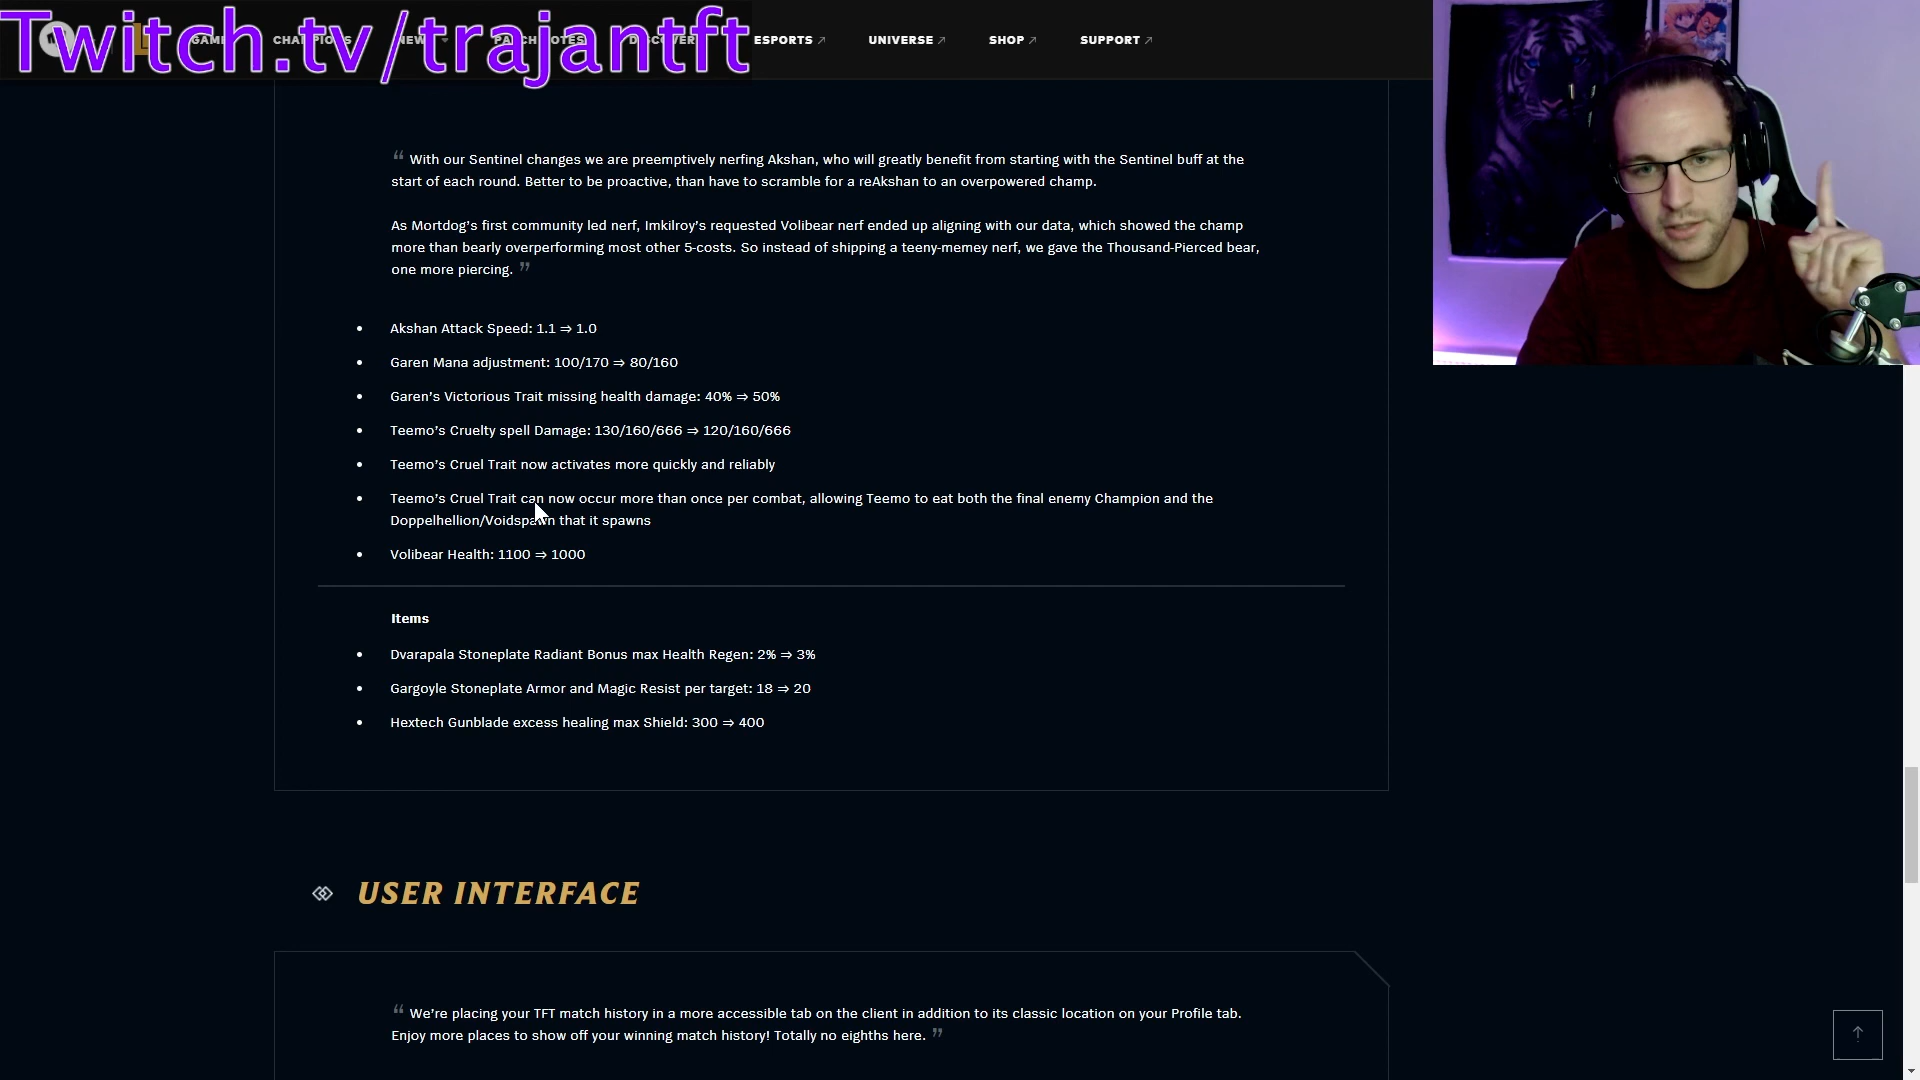 Twitch.tv/trajantft
ESPORTS UNIVERSE SHOP SUPPORT
“ With our Sentinel changes we are preemptively nerfing Akshan, who will greatly benefit from starting with the Sentinel buff at the
start of each round. Better to be proactive, than have to scramble for a reAkshan to an overpowered champ.
As Mortdog’s first community led nerf, Imkilroy’s requested Volibear nerf ended up aligning with our data, which showed the champ
more than bearly overperforming most other 5-costs. So instead of shipping a teeny-memey nerf, we gave the Thousand-Pierced bear,
one more piercing. ”
• Akshan Attack Speed: 1.1 ⇒ 1.0
• Garen Mana adjustment: 100/170 ⇒ 80/160
• Garen’s Victorious Trait missing health damage: 40% ⇒ 50%
• Teemo’s Cruelty spell Damage: 130/160/666 ⇒ 120/160/666
• Teemo’s Cruel Trait now activates more quickly and reliably
• Teemo’s Cruel Trait can now occur more than once per combat, allowing Teemo to eat both the final enemy Champion and the
Doppelhellion/Voidspawn that it spawns
• Volibear Health: 1100 ⇒ 1000
Items
• Dvarapala Stoneplate Radiant Bonus max Health Regen: 2% ⇒ 3%
• Gargoyle Stoneplate Armor and Magic Resist per target: 18 ⇒ 20
• Hextech Gunblade excess healing max Shield: 300 ⇒ 400
USER INTERFACE
“ We’re placing your TFT match history in a more accessible tab on the client in addition to its classic location on your Profile tab.
Enjoy more places to show off your winning match history! Totally no eighths here. ”